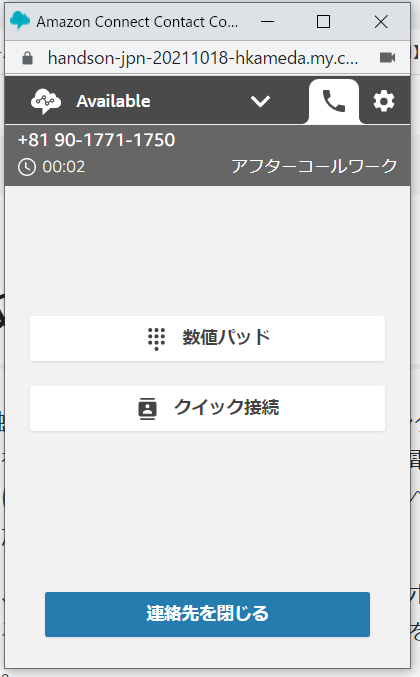 Amazon Connect Contact Co...
handson-jpn-20211018-hkameda.my.c...
Available
+81 90-1771-1750
00:02 アフターコールワーク
数値パッド
クイック接続
連絡先を閉じる